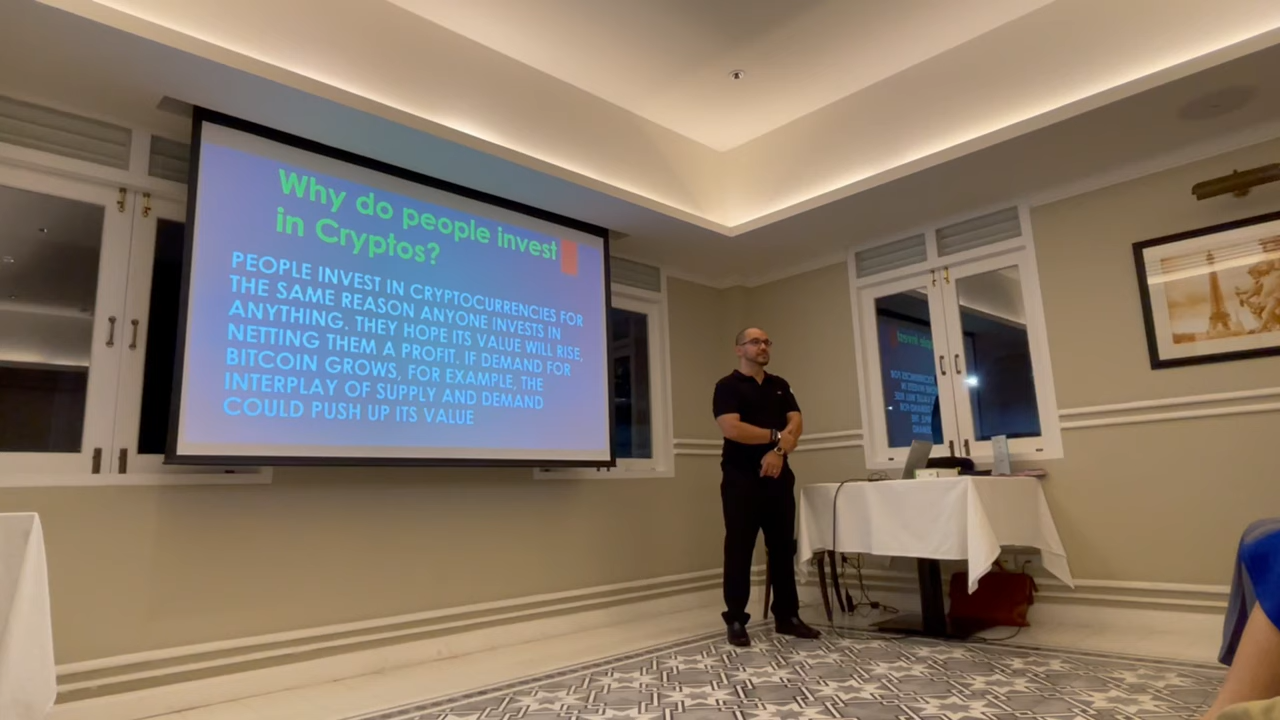 Why do people invest
in Cryptos?
PEOPLE INVEST IN CRYPTOCURRENCIES FOR
THE SAME REASON ANYONE INVESTS IN
ANYTHING. THEY HOPE ITS VALUE WILL RISE,
NETTING THEM A PROFIT. IF DEMAND FOR
BITCOIN GROWS, FOR EXAMPLE, THE
INTERPLAY OF SUPPLY AND DEMAND
COULD PUSH UP ITS VALUE